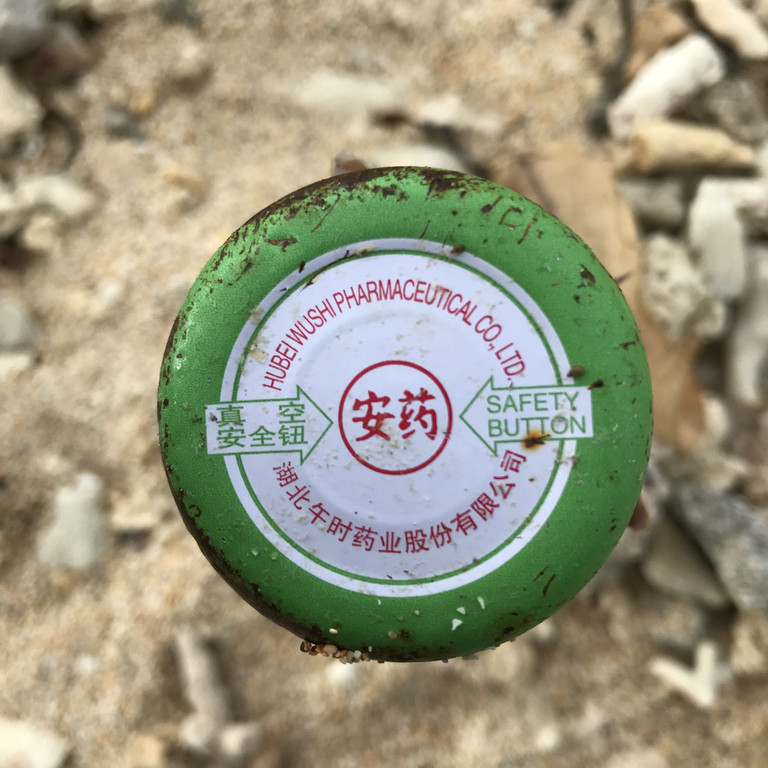 HUBEI WUSHI PHARMACEUTICAL CO., LTD.
真 空
安全钮
安药
SAFETY
BUTTON
湖北午时药业股份有限公司